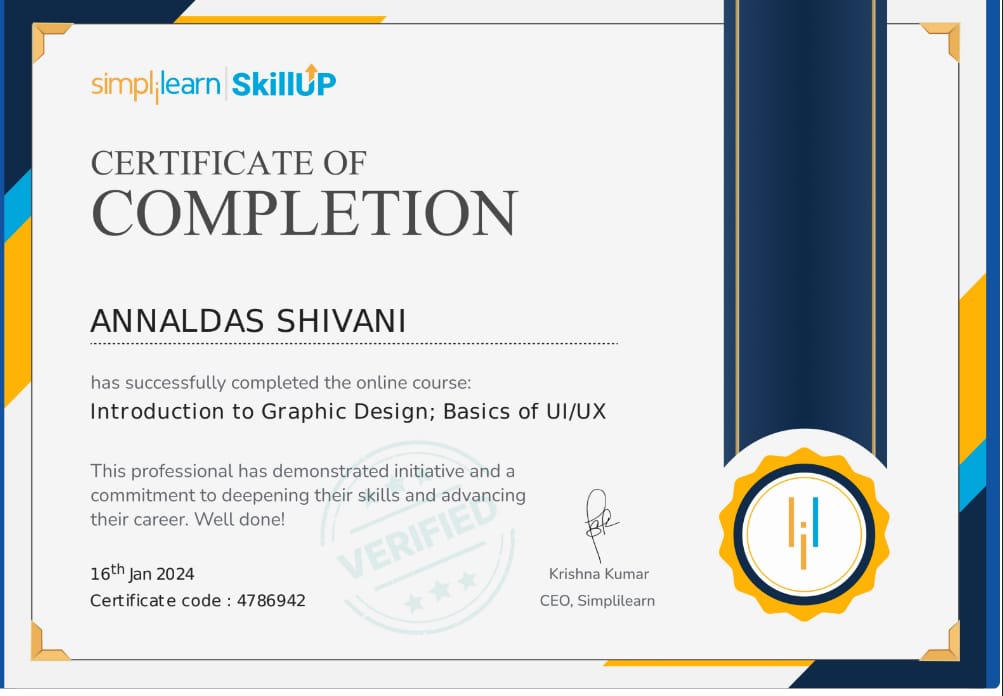 simplilearn | SkillUP
CERTIFICATE OF
COMPLETION
ANNALDAS SHIVANI
has successfully completed the online course:
Introduction to Graphic Design; Basics of UI/UX
This professional has demonstrated initiative and a
commitment to deepening their skills and advancing
their career. Well done!
VERIFIED
16th Jan 2024
Certificate code : 4786942
Krishna Kumar
CEO, Simplilearn